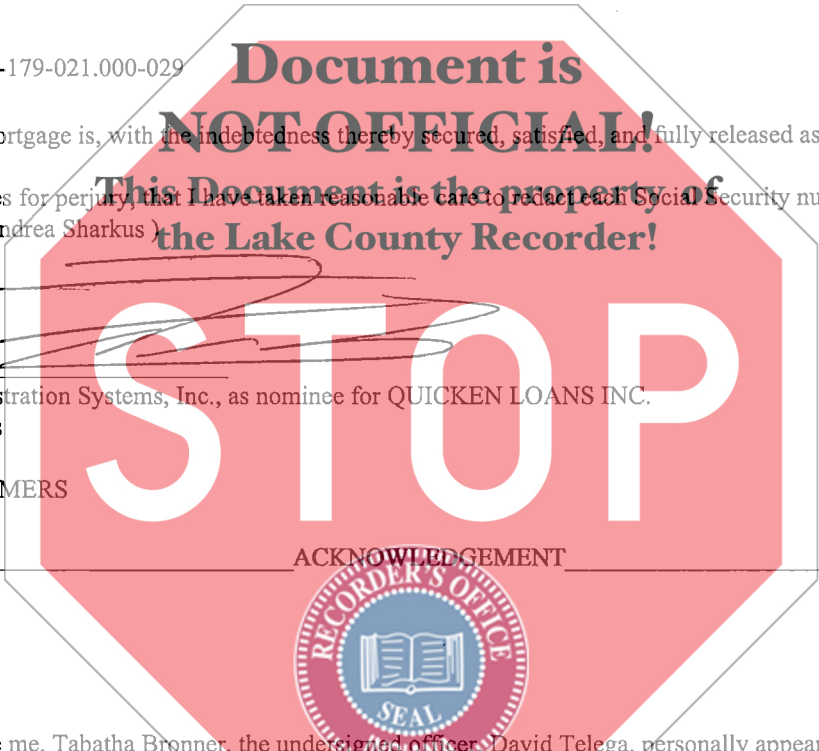 Document is
-179-021.000-029
NOT OFFICIAL!
ortgage is, with the indebtedness thereby secured, satisfied, and fully released as
This Document is the property of
s for perjury, that I have taken reasonable care to redact each Social Security nu
ndrea Sharkus )
the Lake County Recorder!
STOP
stration Systems, Inc., as nominee for QUICKEN LOANS INC.
s
MERS
ACKNOWLEDGEMENT
RECORDER'S OFFICE
SEAL
me, Tabatha Bronner, the undersigned officer, David Telega, personally appear